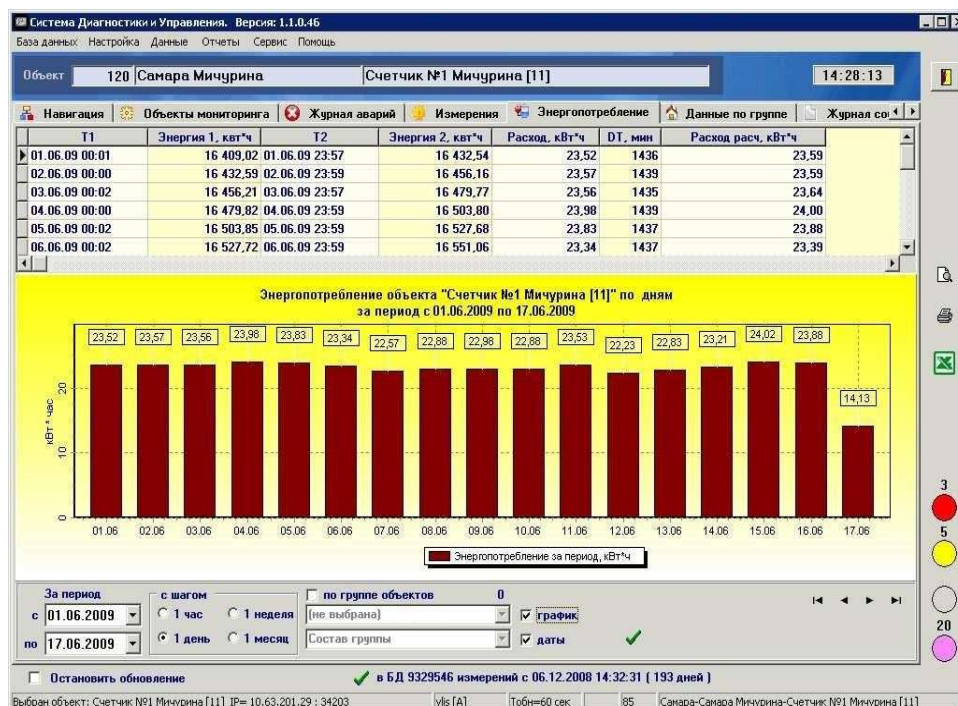 Система Диагностики и Управления. Версия: 1.1.0.46
База данных Настройка Данные Отчеты Сервис Помощь
Объект 120 Самара Мичурина Счетчик №1 Мичурина [11] 14:28:13
Навигация Объекты мониторинга Журнал аварий Измерения Энергопотребление Данные по группе Журнал со
T1 Энергия 1, квт*ч T2 Энергия 2, квт*ч Расход, кВт*ч DT, мин Расход расч, кВт*ч
01.06.09 00:01 16 409,02 01.06.09 23:57 16 432,54 23,52 1436 23,59
02.06.09 00:00 16 432,59 02.06.09 23:59 16 456,16 23,57 1439 23,59
03.06.09 00:02 16 456,21 03.06.09 23:57 16 479,77 23,56 1435 23,64
04.06.09 00:00 16 479,82 04.06.09 23:59 16 503,80 23,98 1439 24,00
05.06.09 00:02 16 503,85 05.06.09 23:59 16 527,68 23,83 1437 23,88
06.06.09 00:02 16 527,72 06.06.09 23:59 16 551,06 23,34 1437 23,39
Энергопотребление объекта "Счетчик №1 Мичурина [11]" по дням
за период с 01.06.2009 по 17.06.2009
23,52 23,57 23,56 23,98 23,83 23,34 22,57 22,88 22,98 22,88 23,53 22,23 22,83 23,21 24,02 23,88 14,13
кВт * час
20
10
0
01.06 02.06 03.06 04.06 05.06 06.06 07.06 08.06 09.06 10.06 11.06 12.06 13.06 14.06 15.06 16.06 17.06
Энергопотребление за период, кВт*ч
3
5
20
За период с шагом по группе объектов 0
с 01.06.2009 1 час 1 неделя (не выбрана) график
по 17.06.2009 1 день 1 месяц Состав группы даты
Остановить обновление в БД 9329546 измерений с 06.12.2008 14:32:31 ( 193 дней )
Выбран объект: Счетчик №1 Мичурина [11] IP= 10.63.201.29 : 34203 vlis [A] Тобн=60 сек 85 Самара-Самара Мичурина-Счетчик №1 Мичурина [11]